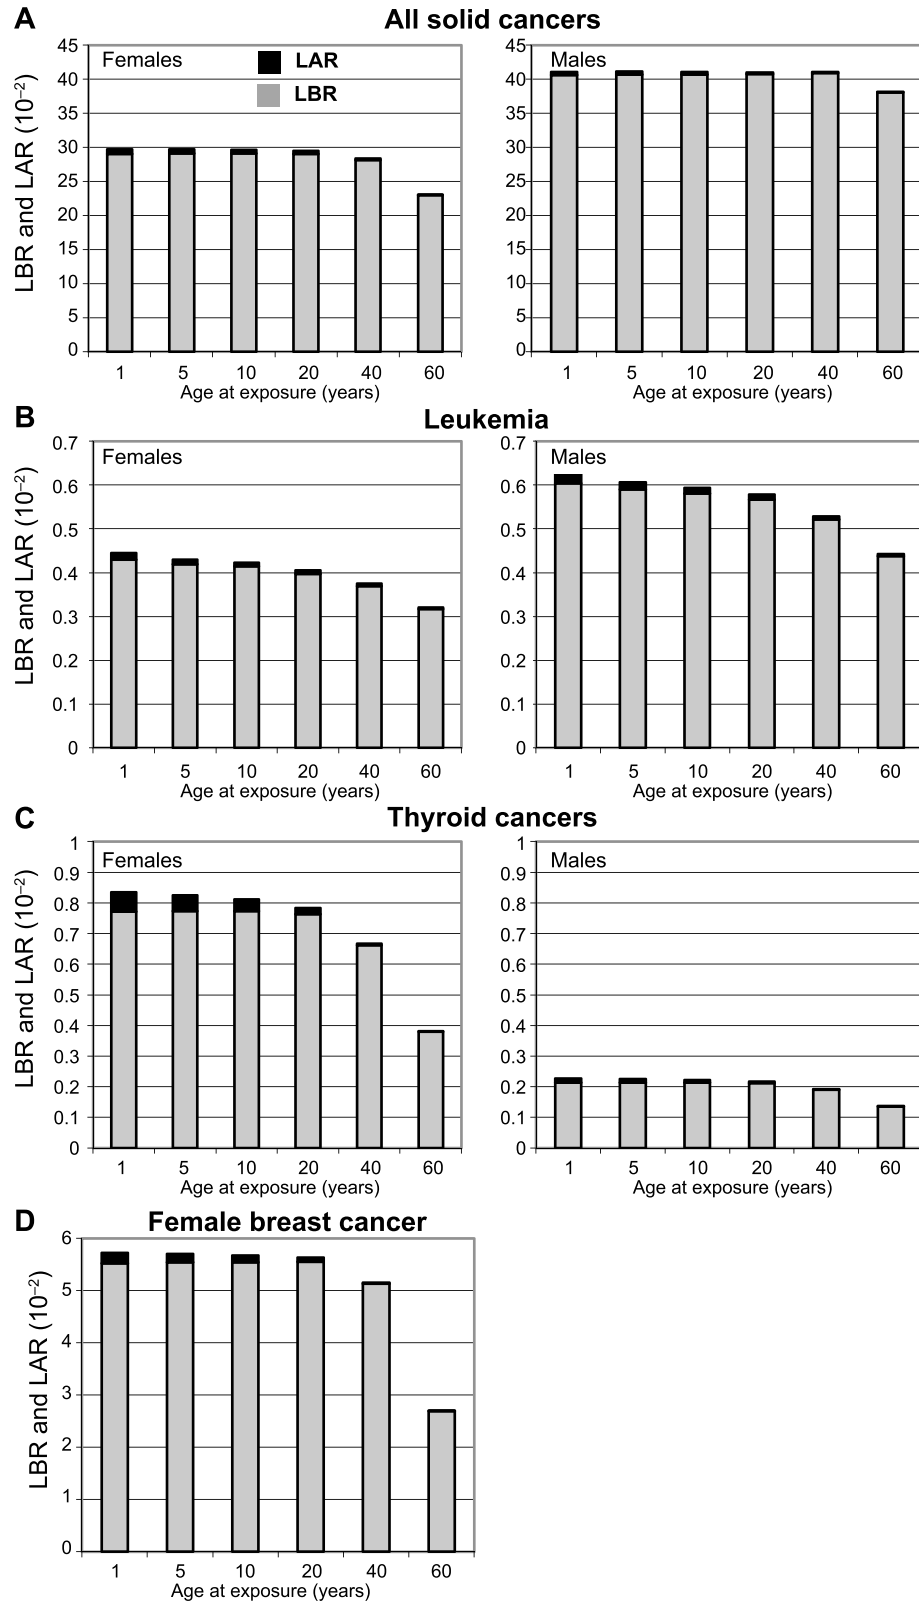 A
All solid cancers
LBR and LAR (10⁻²)
45
40
35
30
25
20
15
10
5
0
Females
LAR
LBR
1 5 10 20 40 60
Age at exposure (years)
45
40
35
30
25
20
15
10
5
0
Males
1 5 10 20 40 60
Age at exposure (years)
B
Leukemia
LBR and LAR (10⁻²)
0.7
0.6
0.5
0.4
0.3
0.2
0.1
0
Females
1 5 10 20 40 60
Age at exposure (years)
0.7
0.6
0.5
0.4
0.3
0.2
0.1
0
Males
1 5 10 20 40 60
Age at exposure (years)
C
Thyroid cancers
LBR and LAR (10⁻²)
1
0.9
0.8
0.7
0.6
0.5
0.4
0.3
0.2
0.1
0
Females
1 5 10 20 40 60
Age at exposure (years)
1
0.9
0.8
0.7
0.6
0.5
0.4
0.3
0.2
0.1
0
Males
1 5 10 20 40 60
Age at exposure (years)
D
Female breast cancer
LBR and LAR (10⁻²)
6
5
4
3
2
1
0
1 5 10 20 40 60
Age at exposure (years)